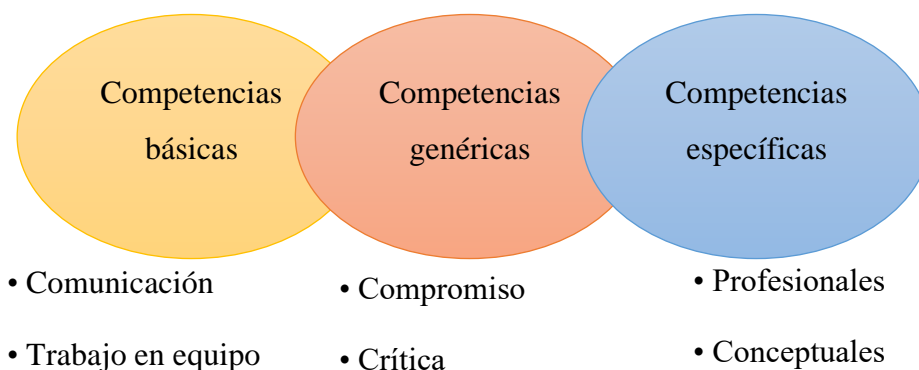 Competencias
básicas
Competencias
genéricas
Competencias
específicas
• Comunicación
• Trabajo en equipo
• Compromiso
• Crítica
• Profesionales
• Conceptuales